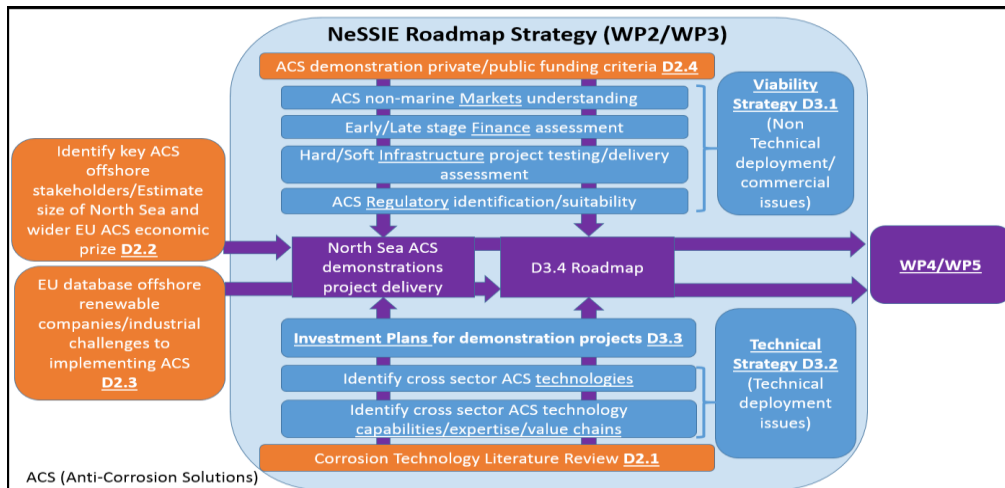 NeSSIE Roadmap Strategy (WP2/WP3)
ACS demonstration private/public funding criteria D2.4
ACS non-marine Markets understanding
Early/Late stage Finance assessment
Hard/Soft Infrastructure project testing/delivery
assessment
ACS Regulatory identification/suitability
Viability
Strategy D3.1
(Non
Technical
deployment/
commercial
issues)
Identify key ACS
offshore
stakeholders/Estimate
size of North Sea and
wider EU ACS economic
prize D2.2
EU database offshore
renewable
companies/industrial
challenges to
implementing ACS
D2.3
North Sea ACS
demonstrations
project delivery
D3.4 Roadmap
WP4/WP5
Investment Plans for demonstration projects D3.3
Identify cross sector ACS technologies
Identify cross sector ACS technology
capabilities/expertise/value chains
Technical
Strategy D3.2
(Technical
deployment
issues)
Corrosion Technology Literature Review D2.1
ACS (Anti-Corrosion Solutions)